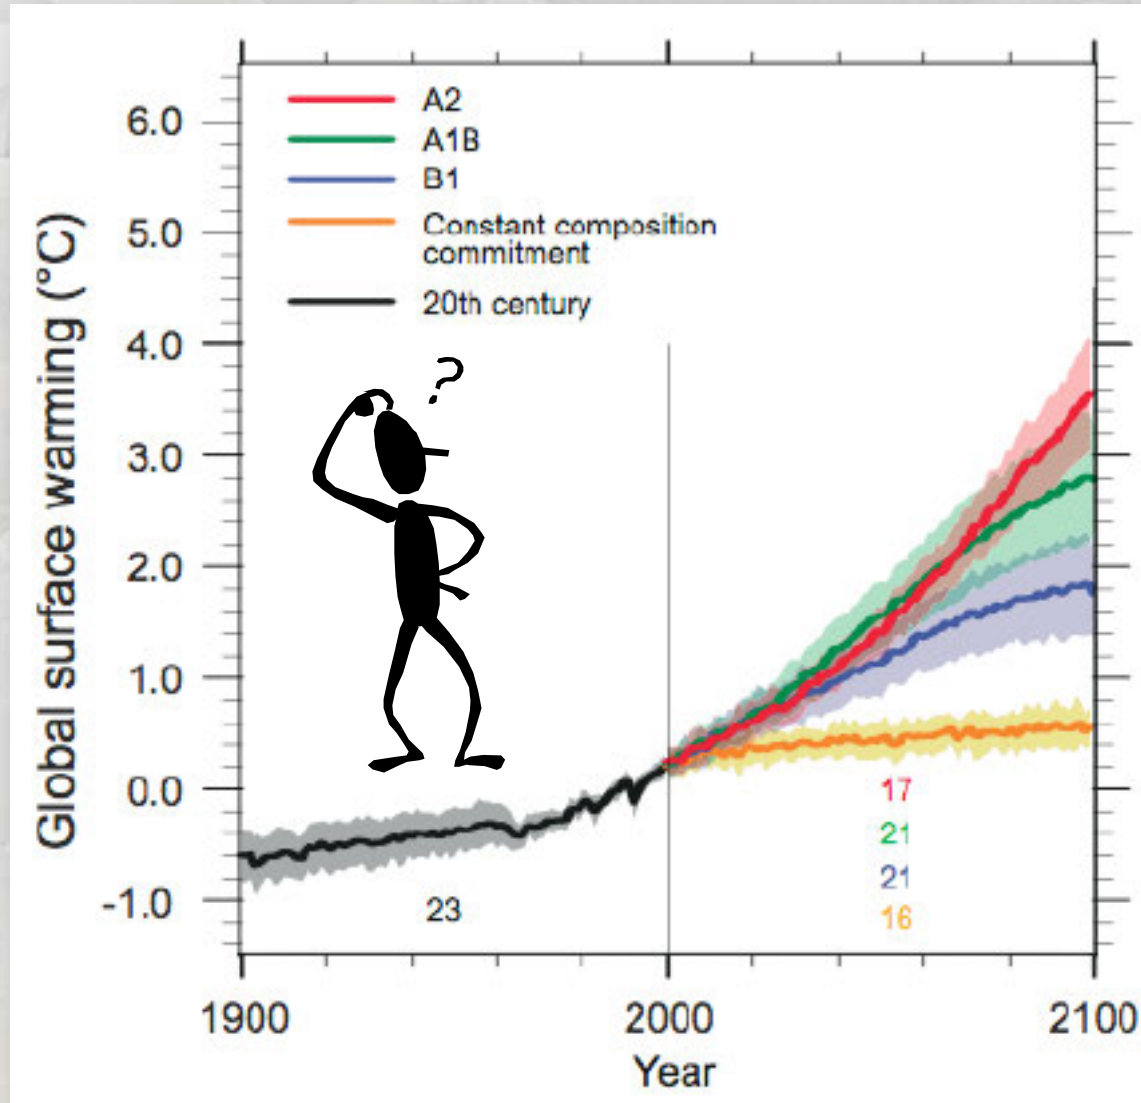 A2
A1B
B1
Constant composition
commitment
20th century
?
Global surface warming (°C)
6.0
5.0
4.0
3.0
2.0
1.0
0.0
-1.0
17
21
21
16
23
1900 2000 2100
Year